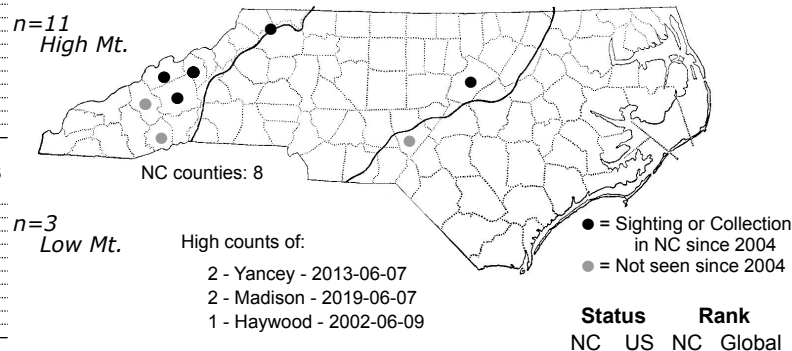 n=11
High Mt.
NC counties: 8
n=3
Low Mt.
High counts of:
2 - Yancey - 2013-06-07
2 - Madison - 2019-06-07
1 - Haywood - 2002-06-09
● = Sighting or Collection
in NC since 2004
● = Not seen since 2004
Status Rank
NC US NC Global